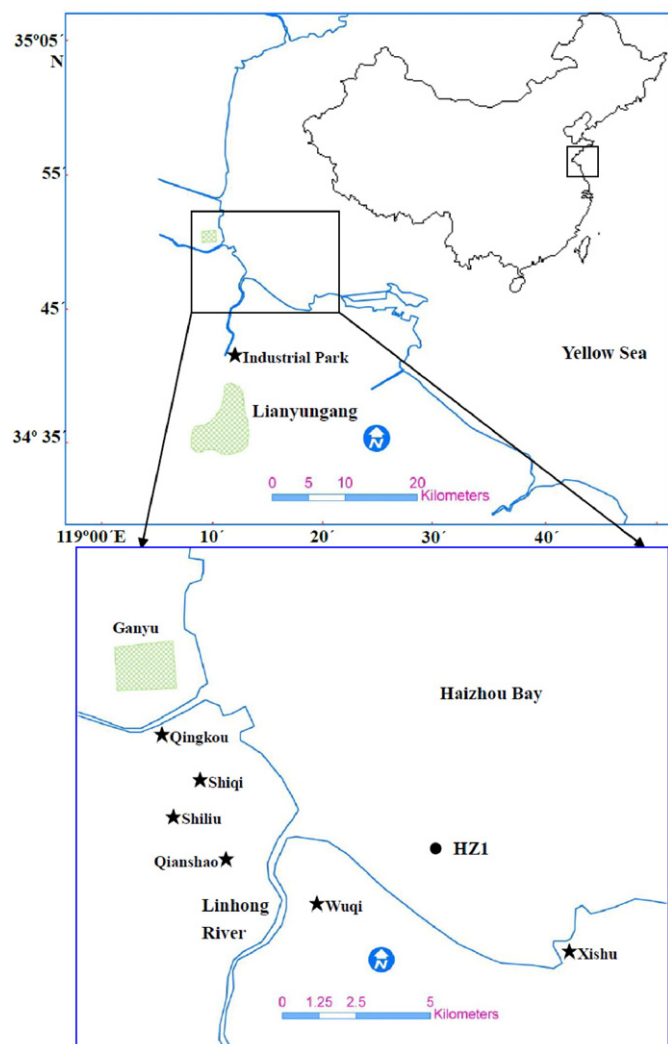 35°05´
N
55´
45´
Yellow Sea
Industrial Park
Lianyungang
34° 35´
N
0 5 10 20
Kilometers
119°00´E 10´ 20´ 30´ 40´
Ganyu
Haizhou Bay
Qingkou
Shiqi
Shiliu
HZ1
Qianshao
Linhong
River
Wuqi
Xishu
N
0 1.25 2.5 5
Kilometers